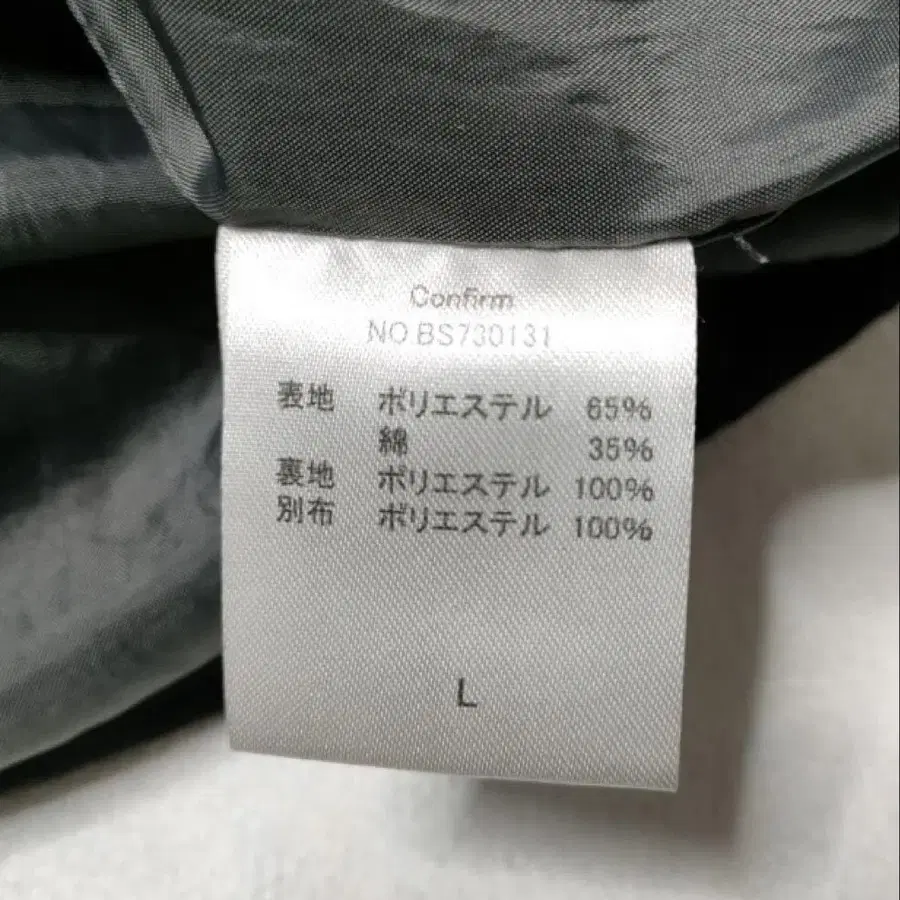 Confirm
NO.BS730131
表地 ポリエステル 65%
綿 35%
裏地 ポリエステル 100%
別布 ポリエステル 100%
L